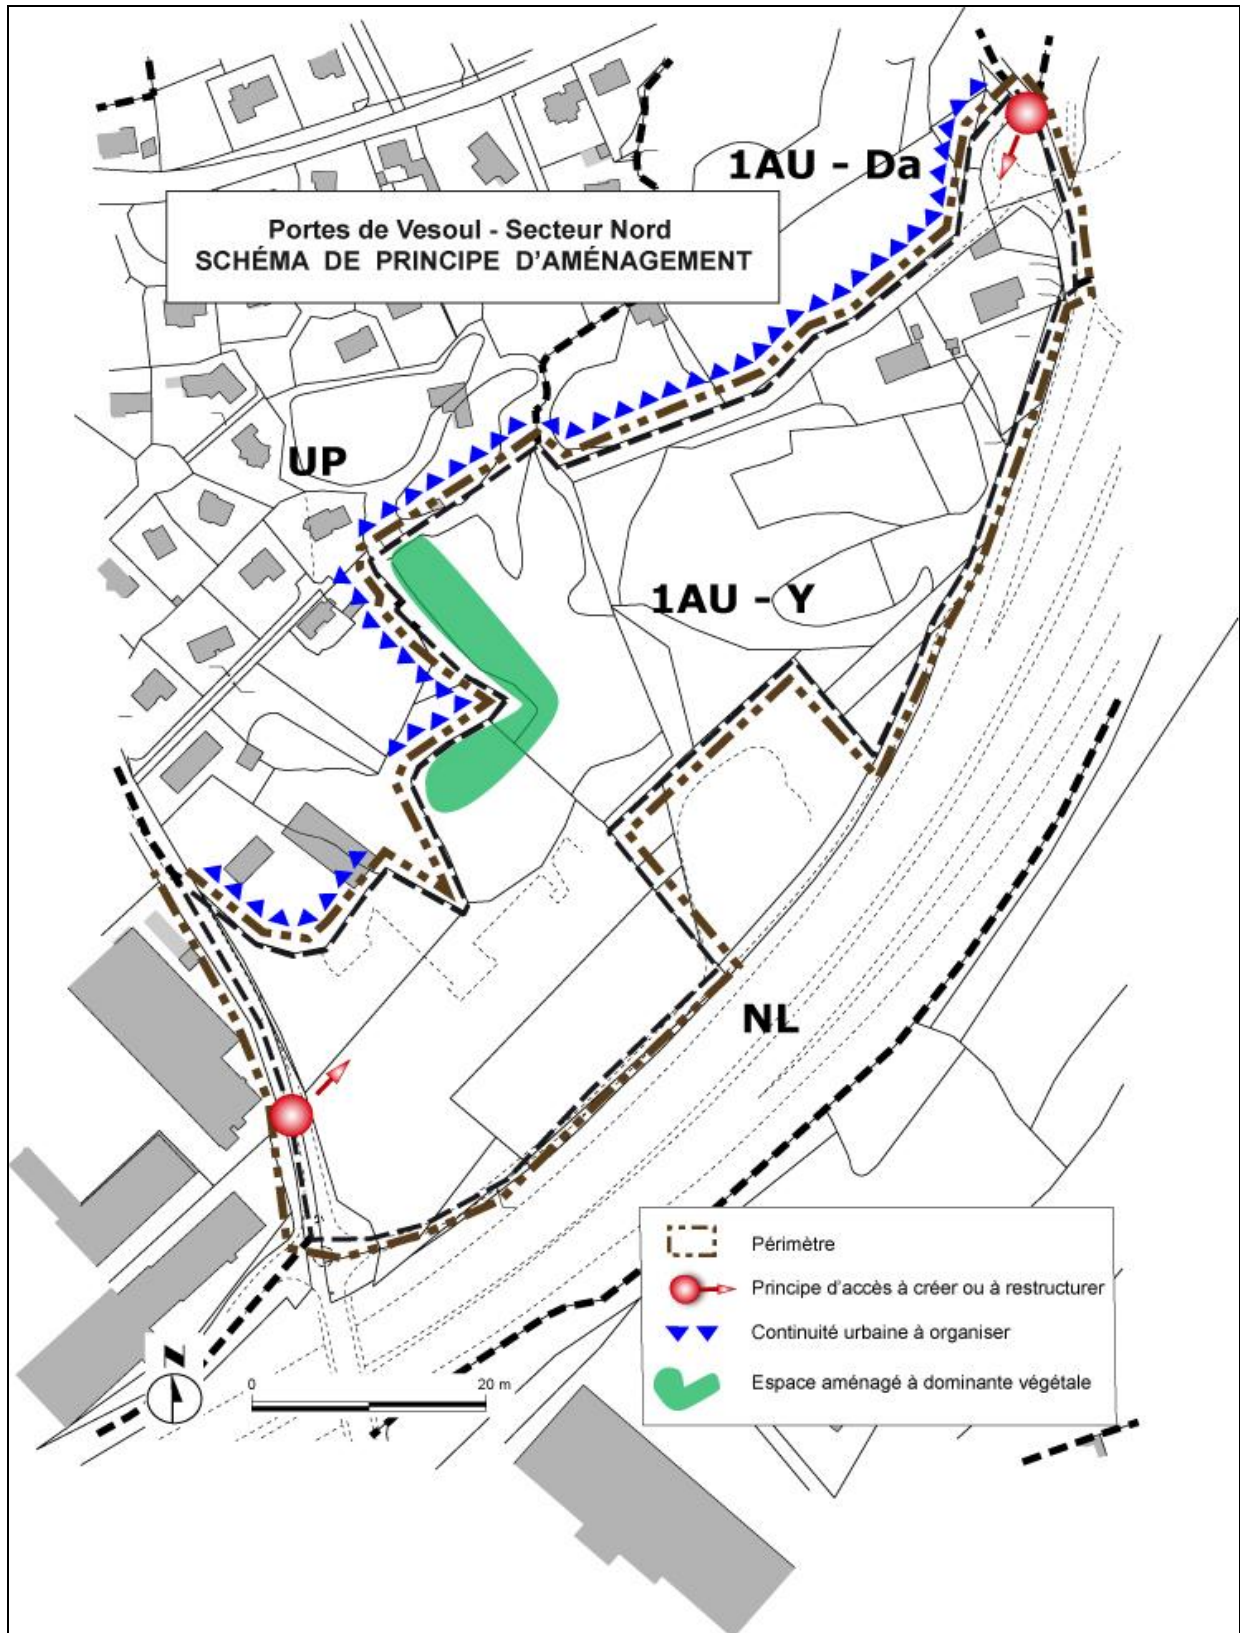 1AU - Da
Portes de Vesoul - Secteur Nord
SCHÉMA DE PRINCIPE D'AMÉNAGEMENT
UP
1AU - Y
NL
Périmètre
Principe d'accès à créer ou à restructurer
Continuité urbaine à organiser
Espace aménagé à dominante végétale
N
0 20 m